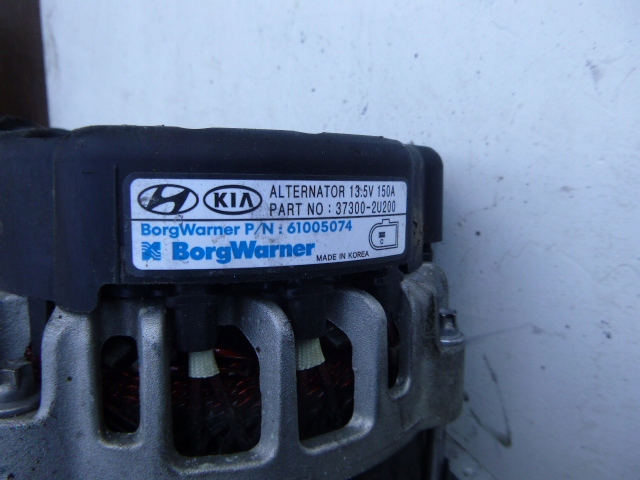 KIA ALTERNATOR 13.5V 150A
PART NO : 37300-2U200
BorgWarner P/N : 61005074
BorgWarner
C
MADE IN KOREA